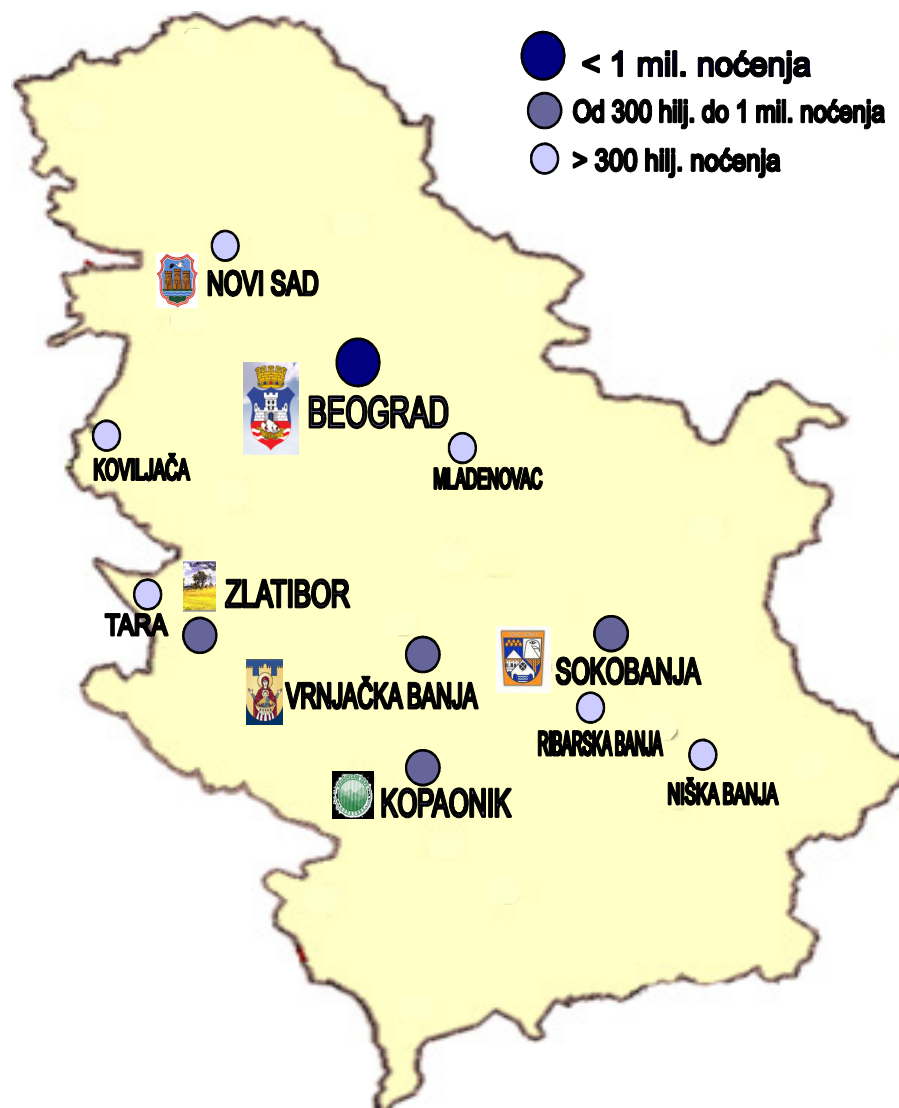 < 1 mil. noćenja
Od 300 hilj. do 1 mil. noćenja
> 300 hilj. noćenja
NOVI SAD
BEOGRAD
KOVILJAČA
MLADENOVAC
ZLATIBOR
TARA
SOKOBANJA
VRNJAČKA BANJA
RIBARSKA BANJA
NIŠKA BANJA
KOPAONIK